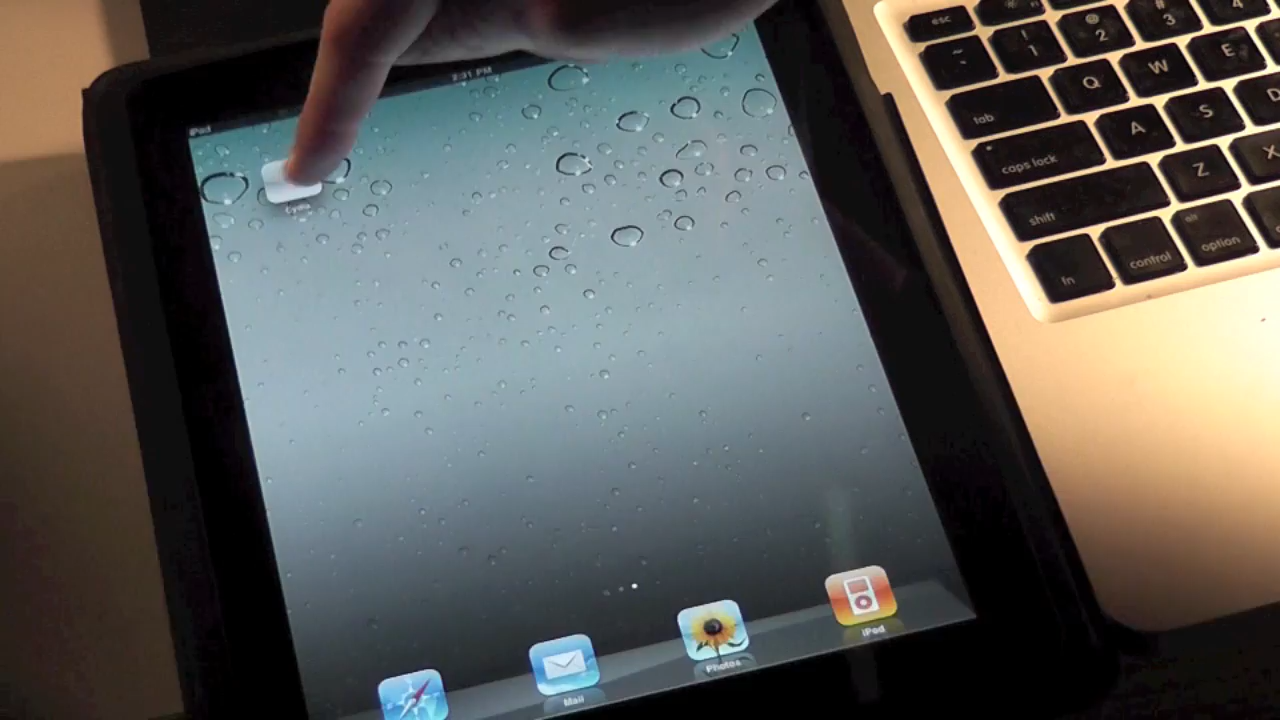 iPad
2:31 PM
Cydia
Mail
Photos
iPod
esc
~
!
1
@
2
#
3
4
tab
Q
W
E
caps lock
A
S
D
shift
Z
X
fn
control
alt
option